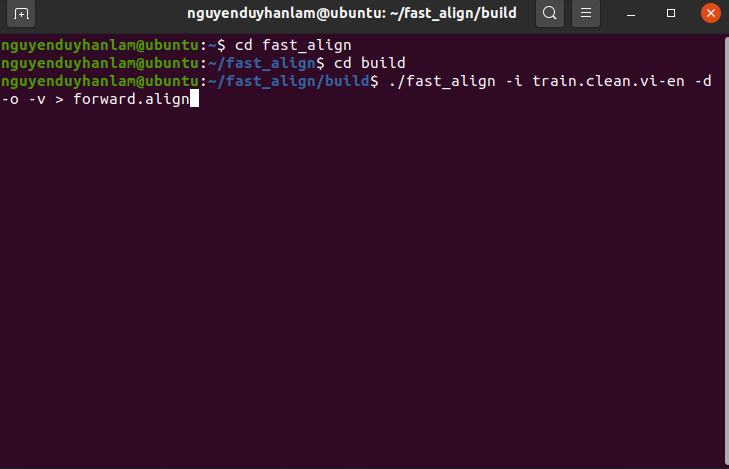 nguyenduyhanlam@ubuntu: ~/fast_align/build
nguyenduyhanlam@ubuntu:~$ cd fast_align
nguyenduyhanlam@ubuntu:~/fast_align$ cd build
nguyenduyhanlam@ubuntu:~/fast_align/build$ ./fast_align -i train.clean.vi-en -d
-o -v > forward.align